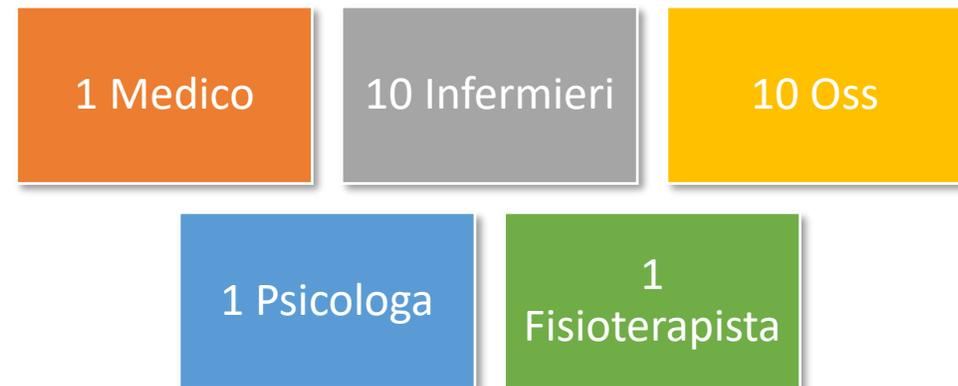 1 Medico
10 Infermieri
10 Oss
1 Psicologa
1
Fisioterapista